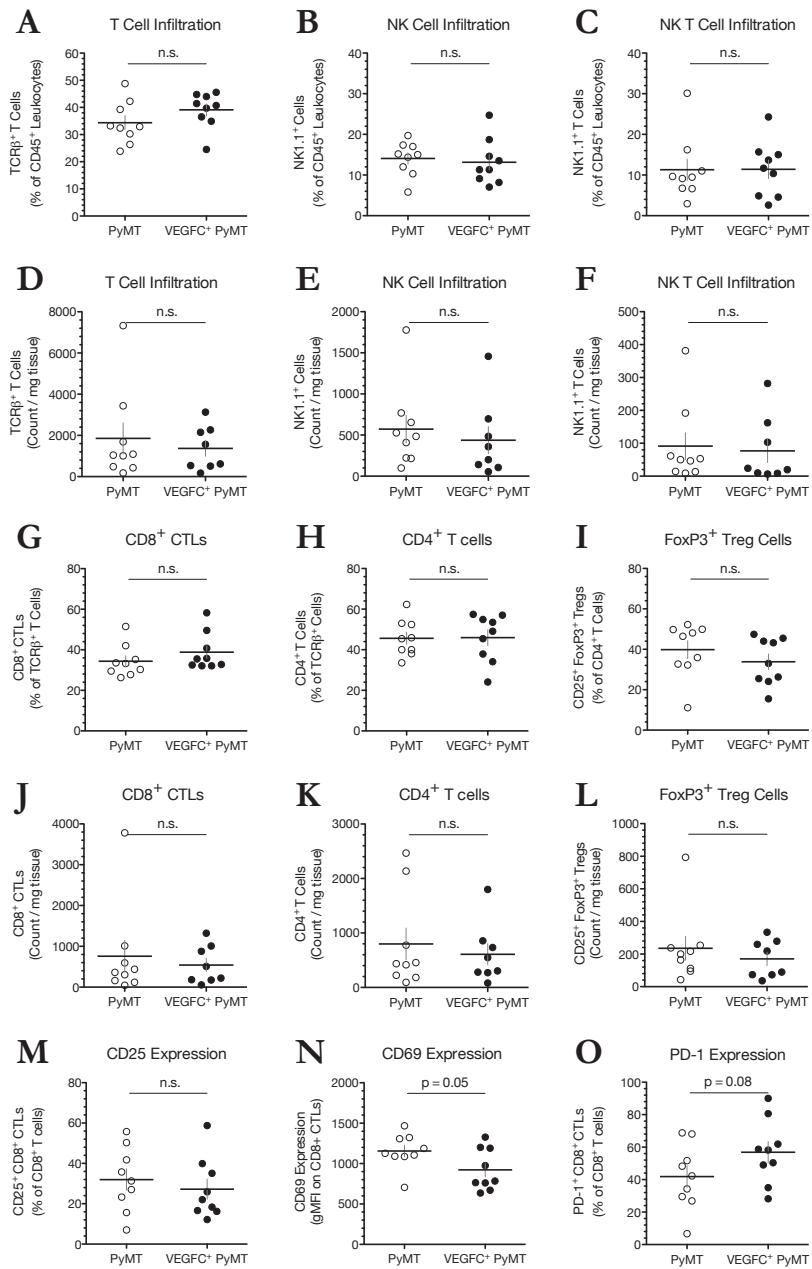 A
T Cell Infiltration
n.s.
TCRβ⁺ T Cells
(% of CD45⁺ Leukocytes)
60
50
40
30
20
10
0
PyMT
VEGFC⁺ PyMT
B
NK Cell Infiltration
n.s.
NK1.1⁺ Cells
(% of CD45⁺ Leukocytes)
40
30
20
10
0
PyMT
VEGFC⁺ PyMT
C
NK T Cell Infiltration
n.s.
NK1.1⁺ T Cells
(% of CD45⁺ Leukocytes)
40
30
20
10
0
PyMT
VEGFC⁺ PyMT
D
T Cell Infiltration
n.s.
TCRβ⁺ T Cells
(Count / mg tissue)
8000
6000
4000
2000
0
PyMT
VEGFC⁺ PyMT
E
NK Cell Infiltration
n.s.
NK1.1⁺ Cells
(Count / mg tissue)
2000
1500
1000
500
0
PyMT
VEGFC⁺ PyMT
F
NK T Cell Infiltration
n.s.
NK1.1⁺ T Cells
(Count / mg tissue)
500
400
300
200
100
0
PyMT
VEGFC⁺ PyMT
G
CD8⁺ CTLs
n.s.
CD8⁺ CTLs
(% of TCRβ⁺ T Cells)
80
60
40
20
0
PyMT
VEGFC⁺ PyMT
H
CD4⁺ T cells
n.s.
CD4⁺ T Cells
(% of TCRβ⁺ Cells)
80
60
40
20
0
PyMT
VEGFC⁺ PyMT
I
FoxP3⁺ Treg Cells
n.s.
CD25⁺ FoxP3⁺ Tregs
(% of CD4⁺ T Cells)
80
60
40
20
0
PyMT
VEGFC⁺ PyMT
J
CD8⁺ CTLs
n.s.
CD8⁺ CTLs
(Count / mg tissue)
4000
3000
2000
1000
0
PyMT
VEGFC⁺ PyMT
K
CD4⁺ T cells
n.s.
CD4⁺ T Cells
(Count / mg tissue)
3000
2000
1000
0
PyMT
VEGFC⁺ PyMT
L
FoxP3⁺ Treg Cells
n.s.
CD25⁺ FoxP3⁺ Tregs
(Count / mg tissue)
1000
800
600
400
200
0
PyMT
VEGFC⁺ PyMT
M
CD25 Expression
n.s.
CD25⁺ CD8⁺ CTLs
(% of CD8⁺ T cells)
80
60
40
20
0
PyMT
VEGFC⁺ PyMT
N
CD69 Expression
p = 0.05
CD69 Expression
(gMFI on CD8+ CTLs)
2000
1500
1000
500
0
PyMT
VEGFC⁺ PyMT
O
PD-1 Expression
p = 0.08
PD-1⁺ CD8⁺ CTLs
(% of CD8⁺ T cells)
100
80
60
40
20
0
PyMT
VEGFC⁺ PyMT